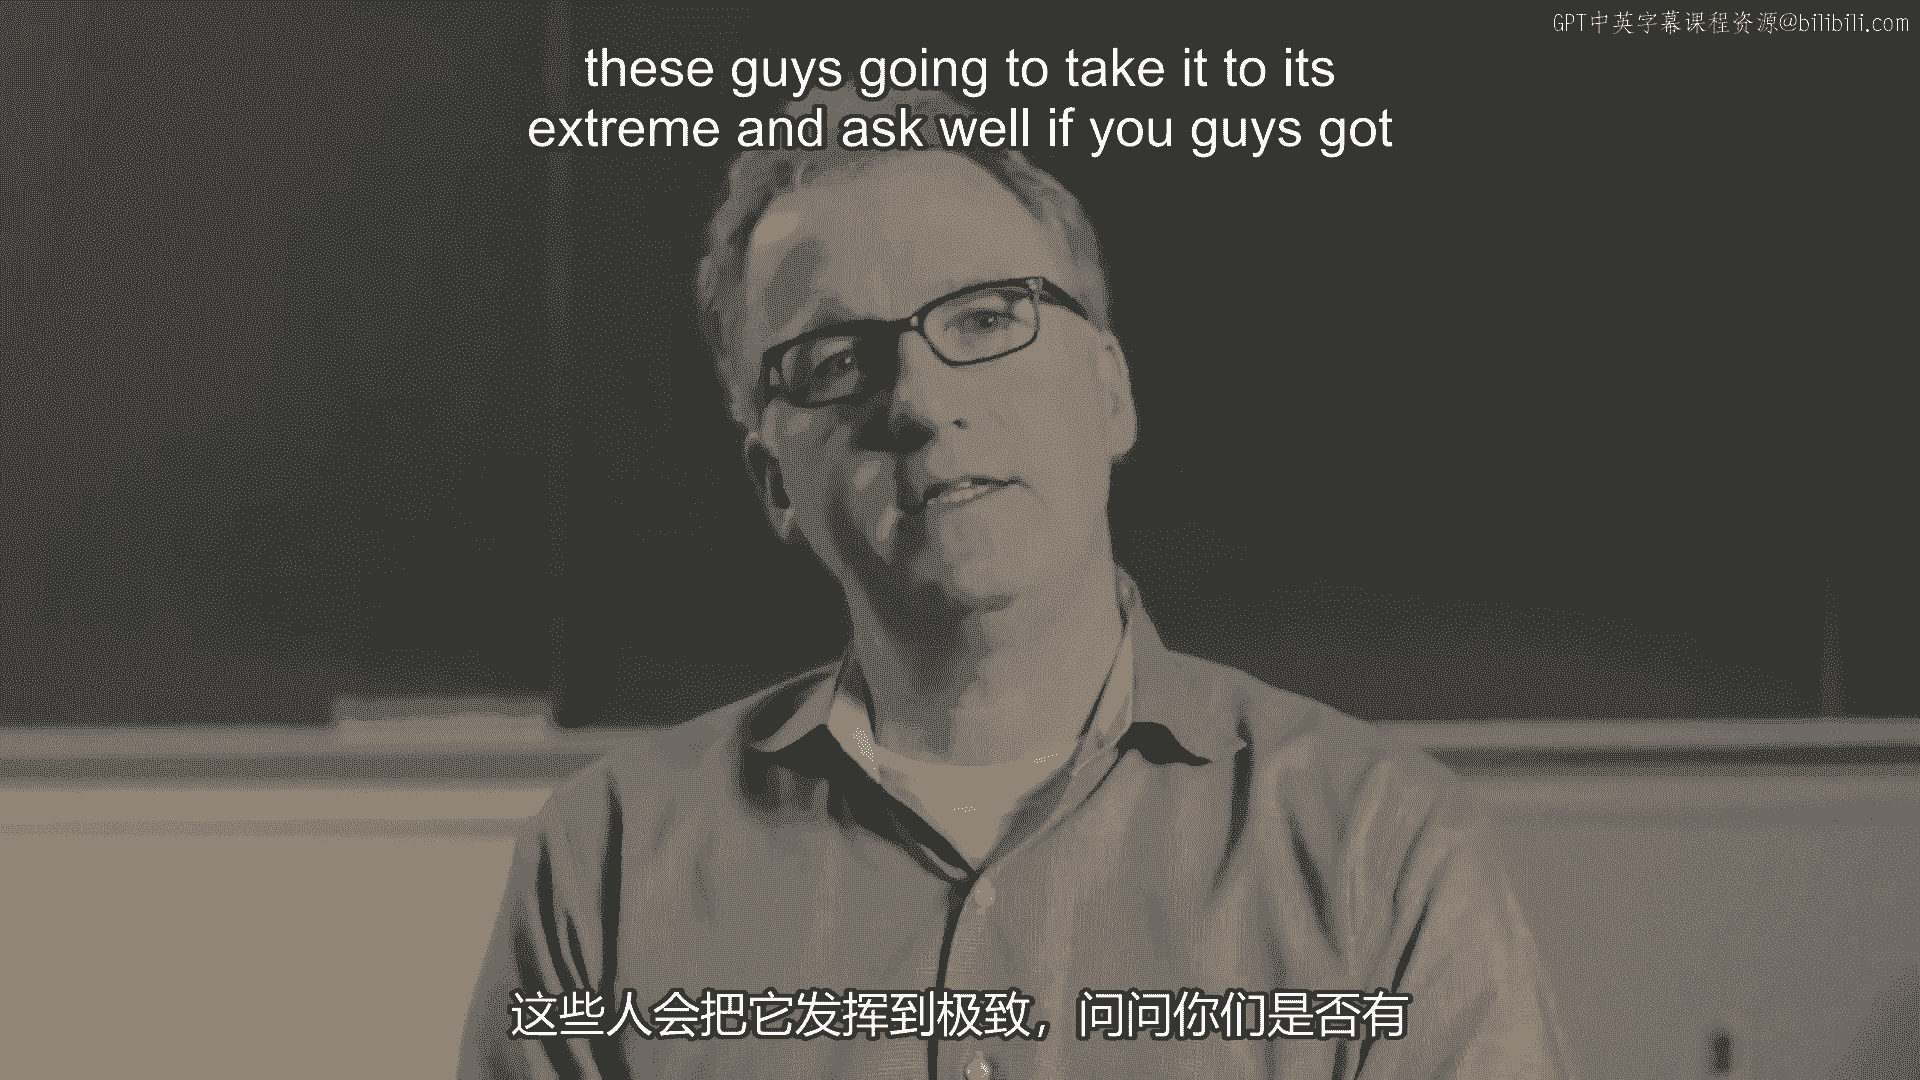 GPT中英字幕课程资源@bilibili.com
these guys going to take it to its
extreme and ask well if you guys got
这些人会把它发挥到极致，问问你们是否有